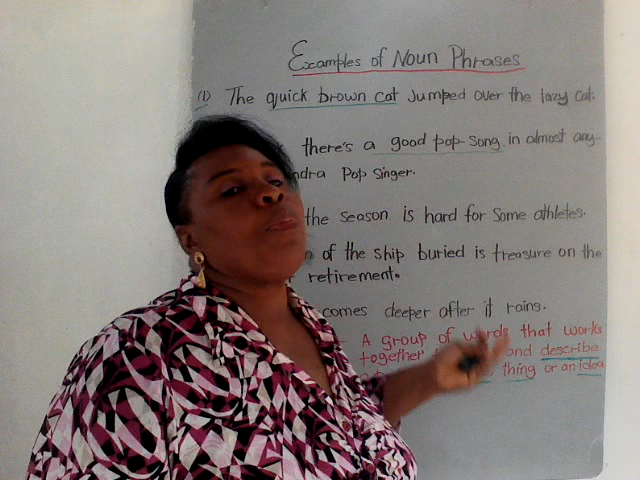 Examples of Noun Phrases
(1) The quick brown cat jumped over the lazy cat.
there's a good pop-song in almost any-
ndra Pop Singer.
the season is hard for some athletes.
of the ship buried is treasure on the
retirement.
comes deeper after it rains.
- A group of words that works
together and describe
thing or an idea